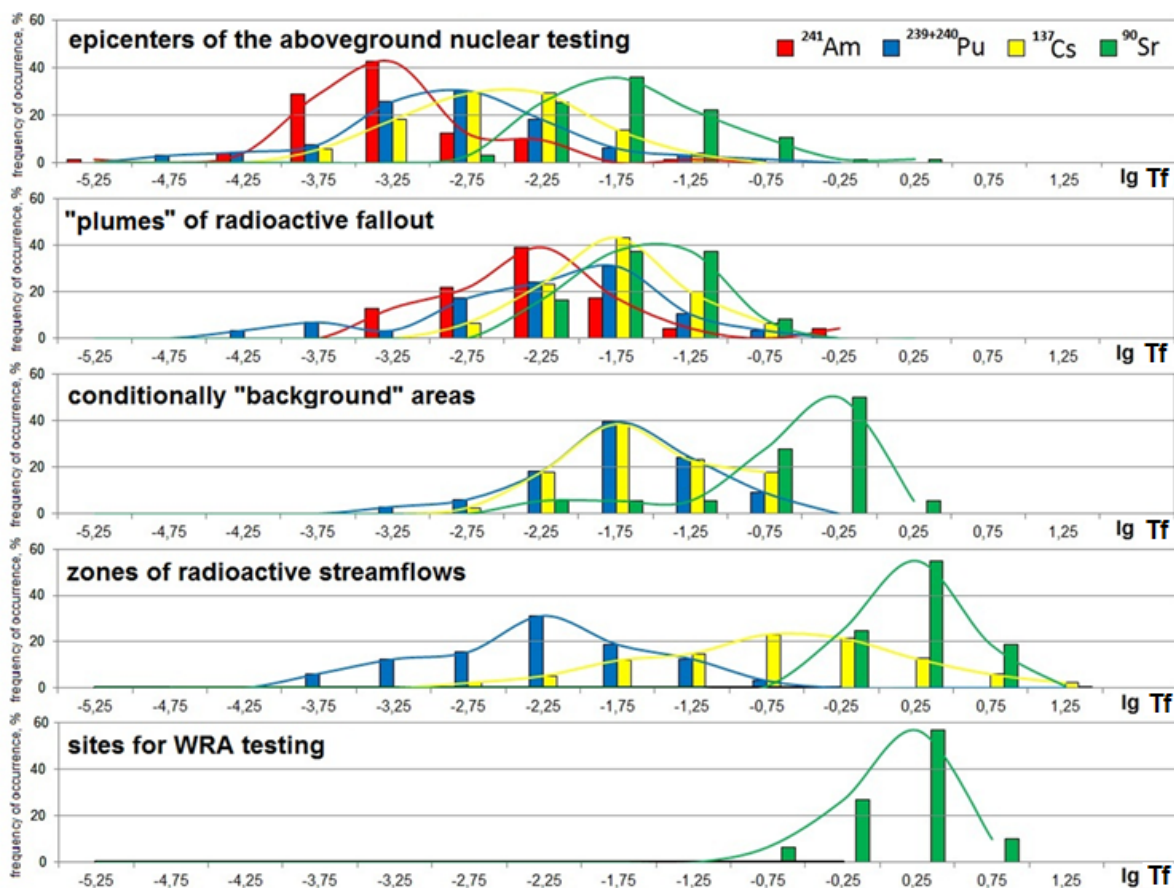 frequency of occurrence, %
60
40
20
0
epicenters of the aboveground nuclear testing
241Am 239+240Pu 137Cs 90Sr
-5,25 -4,75 -4,25 -3,75 -3,25 -2,75 -2,25 -1,75 -1,25 -0,75 -0,25 0,25 0,75 1,25 lg Tf
frequency of occurrence, %
60
40
20
0
"plumes" of radioactive fallout
-5,25 -4,75 -4,25 -3,75 -3,25 -2,75 -2,25 -1,75 -1,25 -0,75 -0,25 0,25 0,75 1,25 lg Tf
frequency of occurrence, %
60
40
20
0
conditionally "background" areas
-5,25 -4,75 -4,25 -3,75 -3,25 -2,75 -2,25 -1,75 -1,25 -0,75 -0,25 0,25 0,75 1,25 lg Tf
frequency of occurrence, %
60
40
20
0
zones of radioactive streamflows
-5,25 -4,75 -4,25 -3,75 -3,25 -2,75 -2,25 -1,75 -1,25 -0,75 -0,25 0,25 0,75 1,25 lg Tf
frequency of occurrence, %
60
40
20
0
sites for WRA testing
-5,25 -4,75 -4,25 -3,75 -3,25 -2,75 -2,25 -1,75 -1,25 -0,75 -0,25 0,25 0,75 1,25 lg Tf